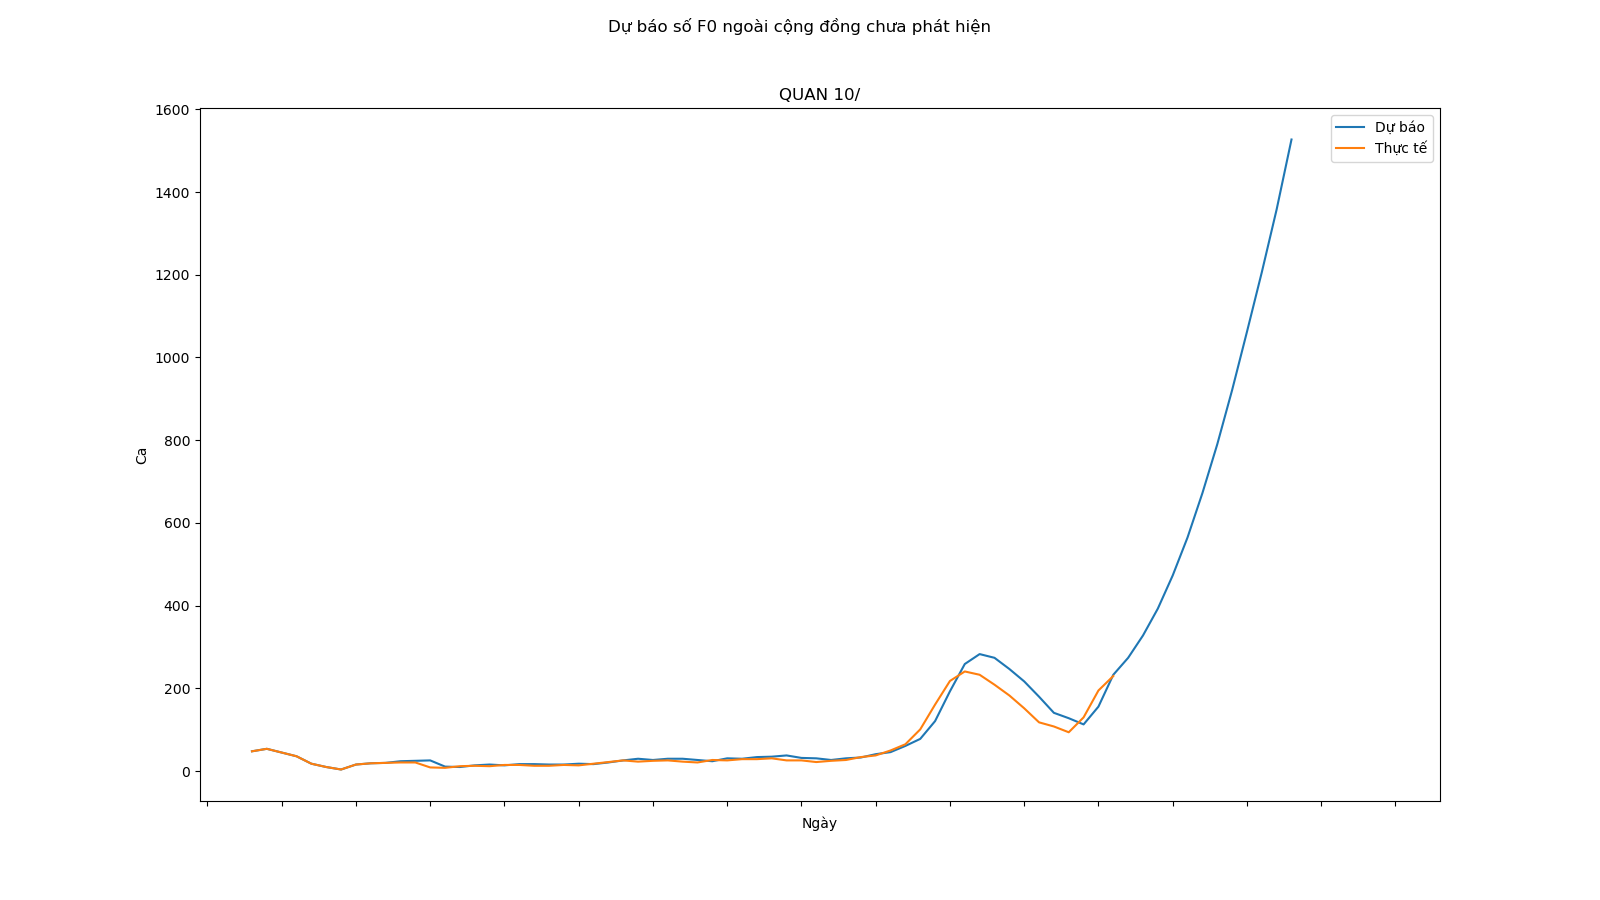 Dự báo số F0 ngoài cộng đồng chưa phát hiện
QUAN 10/
1600
1400
1200
1000
800
600
400
200
0
Ca
Dự báo
Thực tế
Ngày